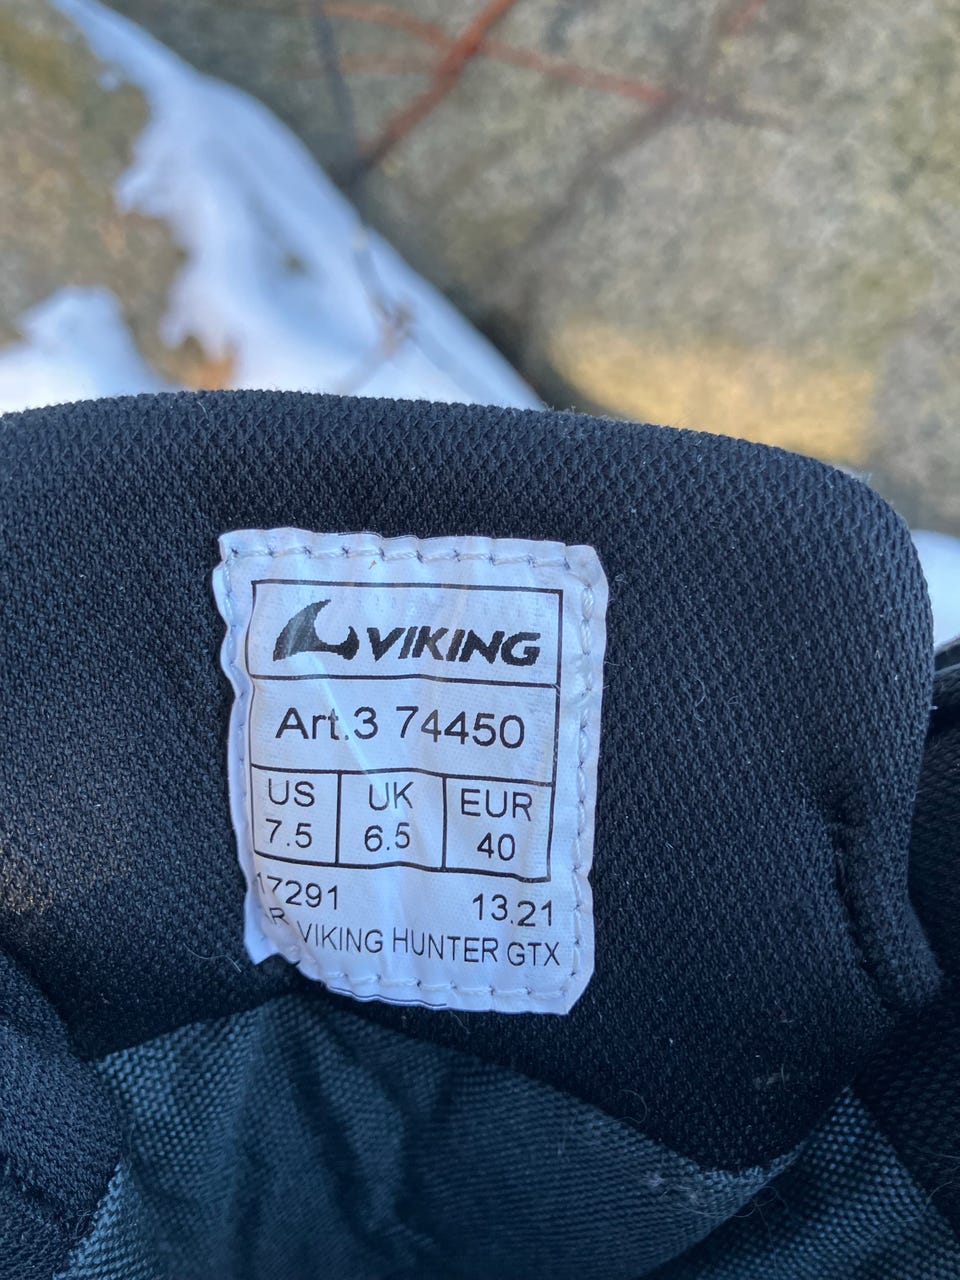 VIKING
Art.3 74450
US UK EUR
7.5 6.5 40
17291 13.21
VIKING HUNTER GTX